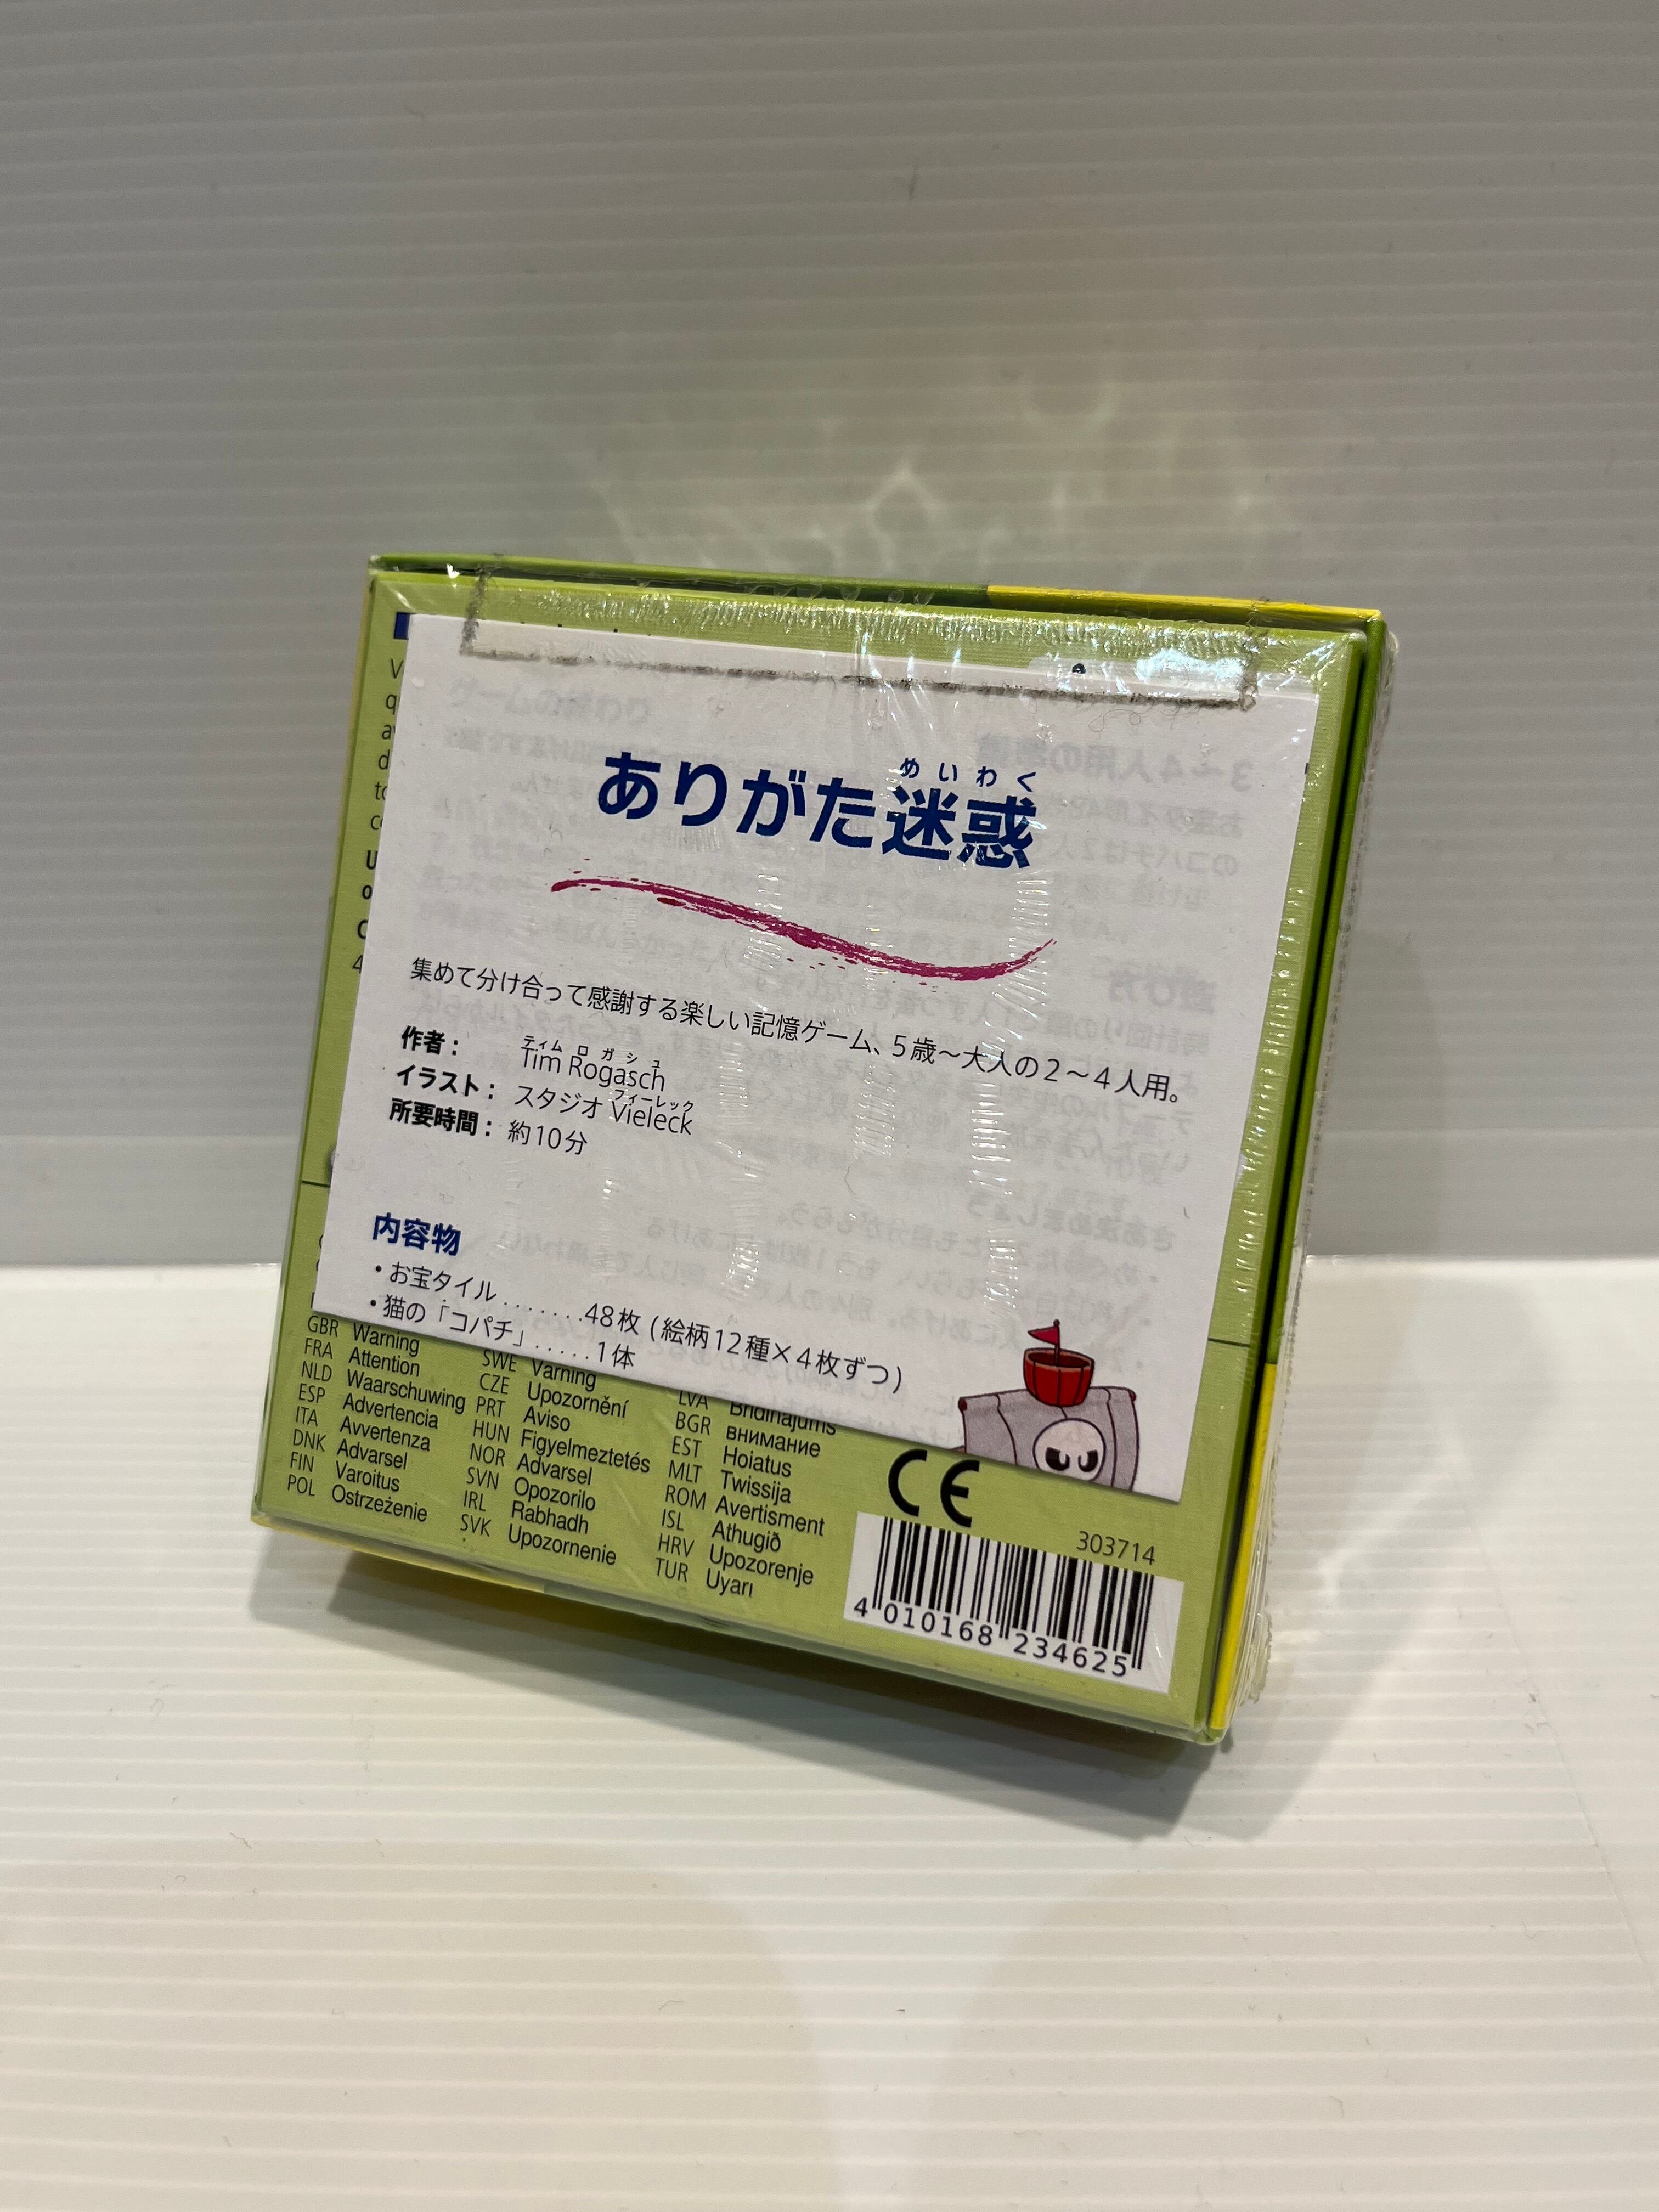 めいわく
ありがた迷惑
集めて分け合って感謝する楽しい記憶ゲーム、5歳〜大人の2〜4人用。
ティム ロガシュ
作者： Tim Rogasch
フィーレック
イラスト： スタジオ Vieleck
所要時間： 約10分
内容物
・お宝タイル.......48枚 (絵柄12種×4枚ずつ)
・猫の「コパチ」.....1体
GBR Warning
FRA Attention
NLD Waarschuwing
ESP Advertencia
ITA Avvertenza
DNK Advarsel
FIN Varoitus
POL Ostrzeżenie
SWE Varning
CZE Upozornění
PRT Aviso
HUN Figyelmeztetés
NOR Advarsel
SVN Opozorilo
IRL Rabhadh
SVK Upozornenie
LVA Brīdinājums
BGR внимание
EST Hoiatus
MLT Twissija
ROM Avertisment
ISL Athugið
HRV Upozorenje
TUR Uyarı
CE
303714
4 010168 234625